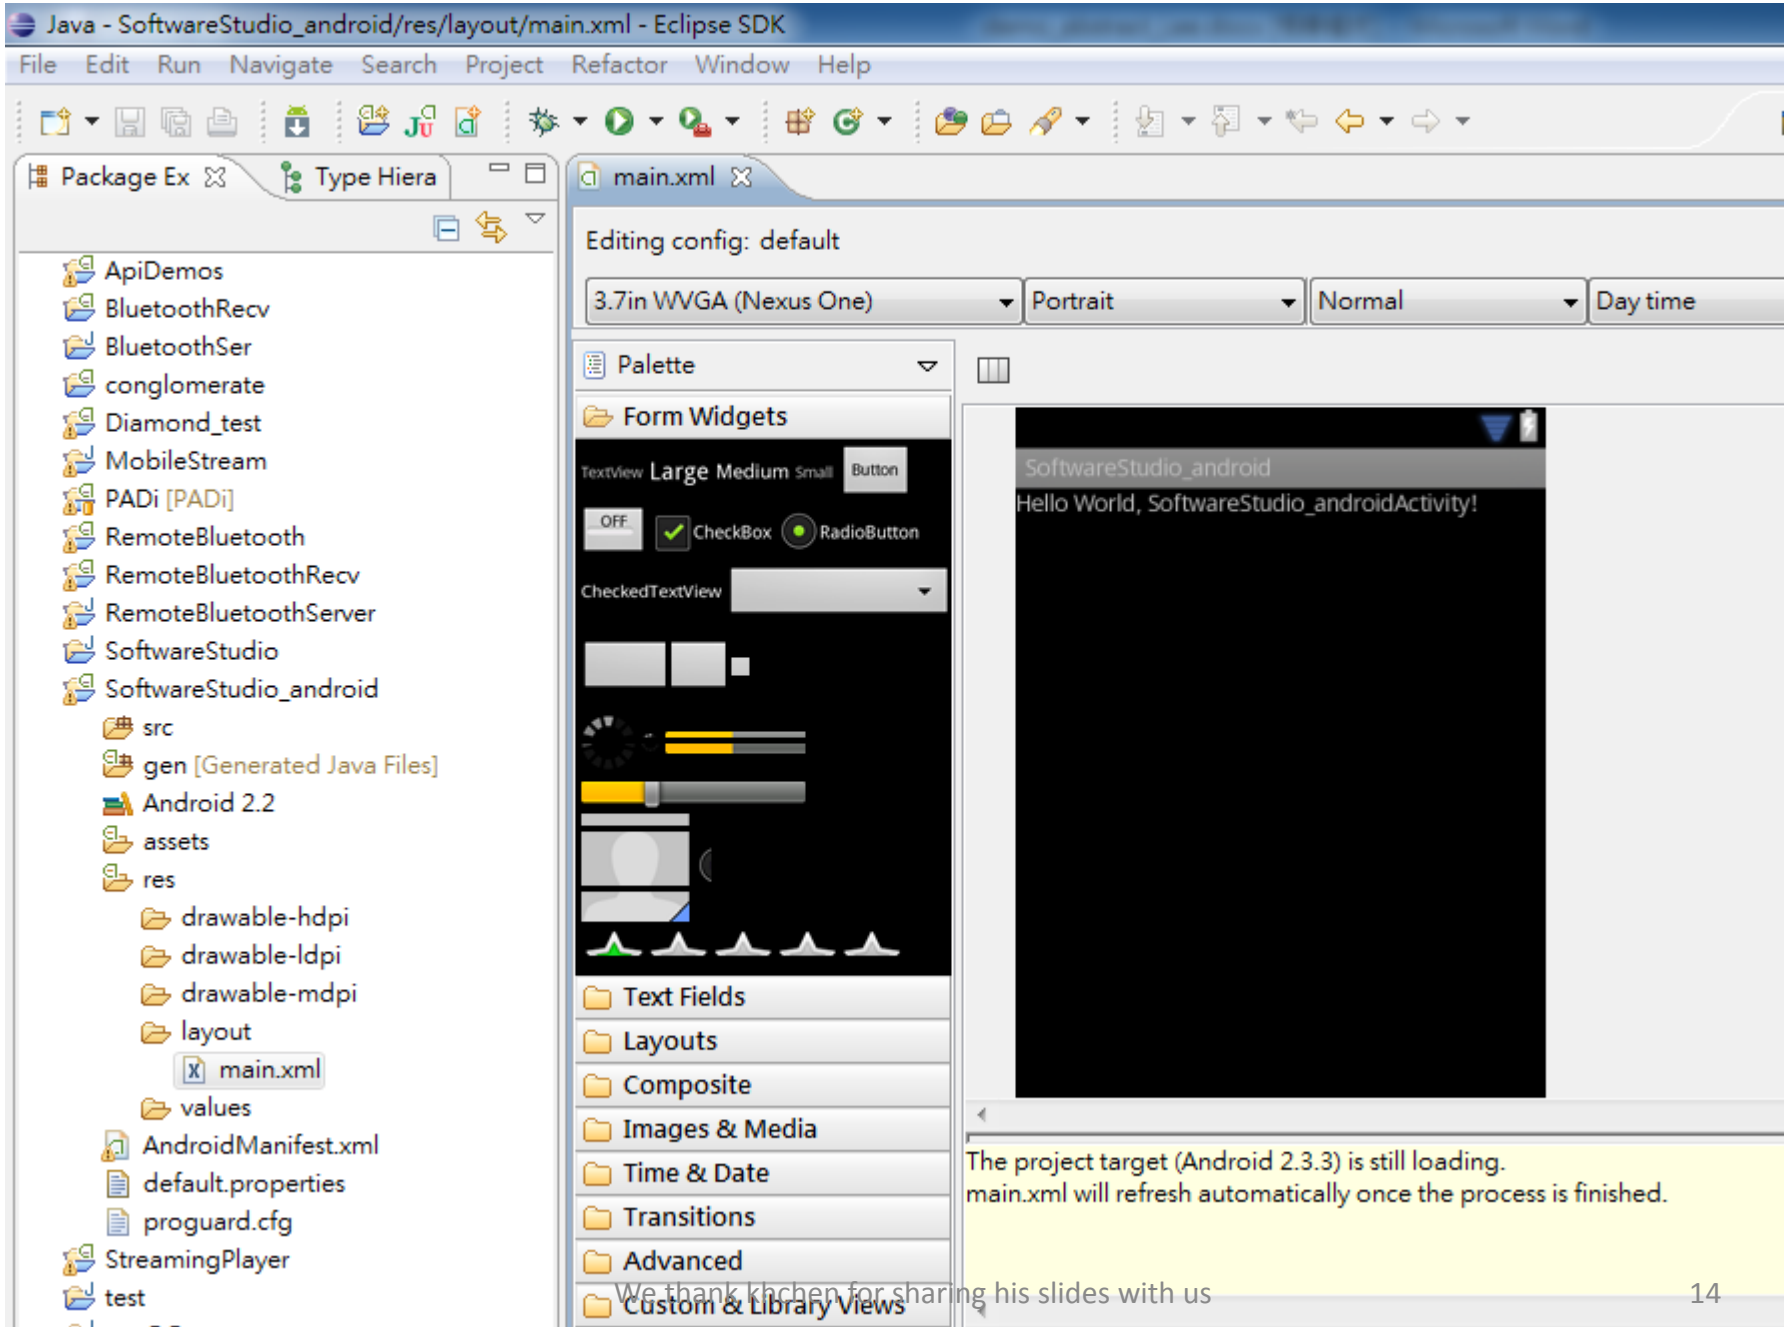 Java - SoftwareStudio_android/res/layout/main.xml - Eclipse SDK
File Edit Run Navigate Search Project Refactor Window Help
Package Ex
Type Hiera
main.xml
Editing config: default
3.7in WVGA (Nexus One)
Portrait
Normal
Day time
ApiDemos
BluetoothRecv
BluetoothSer
conglomerate
Diamond_test
MobileStream
PADi [PADi]
RemoteBluetooth
RemoteBluetoothRecv
RemoteBluetoothServer
SoftwareStudio
SoftwareStudio_android
src
gen [Generated Java Files]
Android 2.2
assets
res
drawable-hdpi
drawable-ldpi
drawable-mdpi
layout
main.xml
values
AndroidManifest.xml
default.properties
proguard.cfg
StreamingPlayer
test
Palette
Form Widgets
TextView Large Medium Small Button
OFF CheckBox RadioButton
CheckedTextView
Text Fields
Layouts
Composite
Images & Media
Time & Date
Transitions
Advanced
Custom & Library Views
SoftwareStudio_android
Hello World, SoftwareStudio_androidActivity!
The project target (Android 2.3.3) is still loading.
main.xml will refresh automatically once the process is finished.
We thank khchen for sharing his slides with us
14